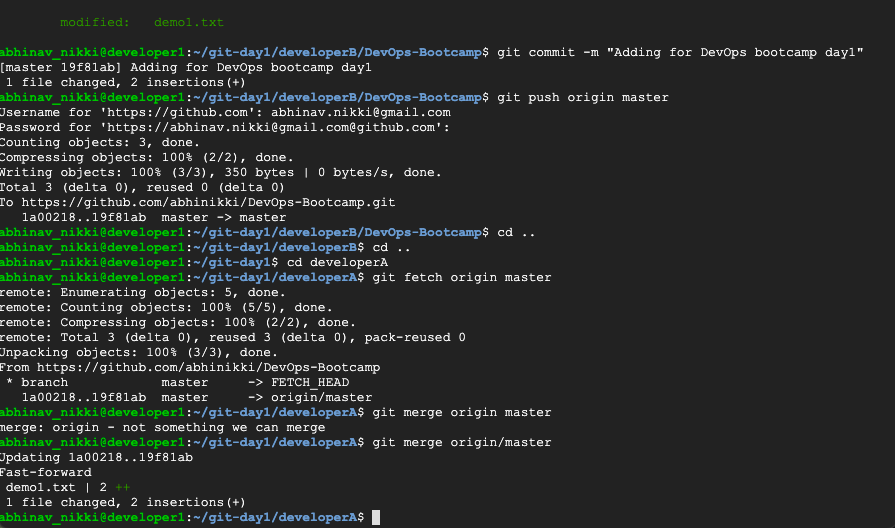 modified:   demo1.txt
abhinav_nikki@developer1:~/git-day1/developerB/DevOps-Bootcamp$ git commit -m "Adding for DevOps bootcamp day1"
[master 19f81ab] Adding for DevOps bootcamp day1
 1 file changed, 2 insertions(+)
abhinav_nikki@developer1:~/git-day1/developerB/DevOps-Bootcamp$ git push origin master
Username for 'https://github.com': abhinav.nikki@gmail.com
Password for 'https://abhinav.nikki@gmail.com@github.com':
Counting objects: 3, done.
Compressing objects: 100% (2/2), done.
Writing objects: 100% (3/3), 350 bytes | 0 bytes/s, done.
Total 3 (delta 0), reused 0 (delta 0)
To https://github.com/abhinikki/DevOps-Bootcamp.git
   1a00218..19f81ab  master -> master
abhinav_nikki@developer1:~/git-day1/developerB/DevOps-Bootcamp$ cd ..
abhinav_nikki@developer1:~/git-day1/developerB$ cd ..
abhinav_nikki@developer1:~/git-day1$ cd developerA
abhinav_nikki@developer1:~/git-day1/developerA$ git fetch origin master
remote: Enumerating objects: 5, done.
remote: Counting objects: 100% (5/5), done.
remote: Compressing objects: 100% (2/2), done.
remote: Total 3 (delta 0), reused 3 (delta 0), pack-reused 0
Unpacking objects: 100% (3/3), done.
From https://github.com/abhinikki/DevOps-Bootcamp
 * branch            master     -> FETCH_HEAD
   1a00218..19f81ab  master     -> origin/master
abhinav_nikki@developer1:~/git-day1/developerA$ git merge origin master
merge: origin - not something we can merge
abhinav_nikki@developer1:~/git-day1/developerA$ git merge origin/master
Updating 1a00218..19f81ab
Fast-forward
 demo1.txt | 2 ++
 1 file changed, 2 insertions(+)
abhinav_nikki@developer1:~/git-day1/developerA$